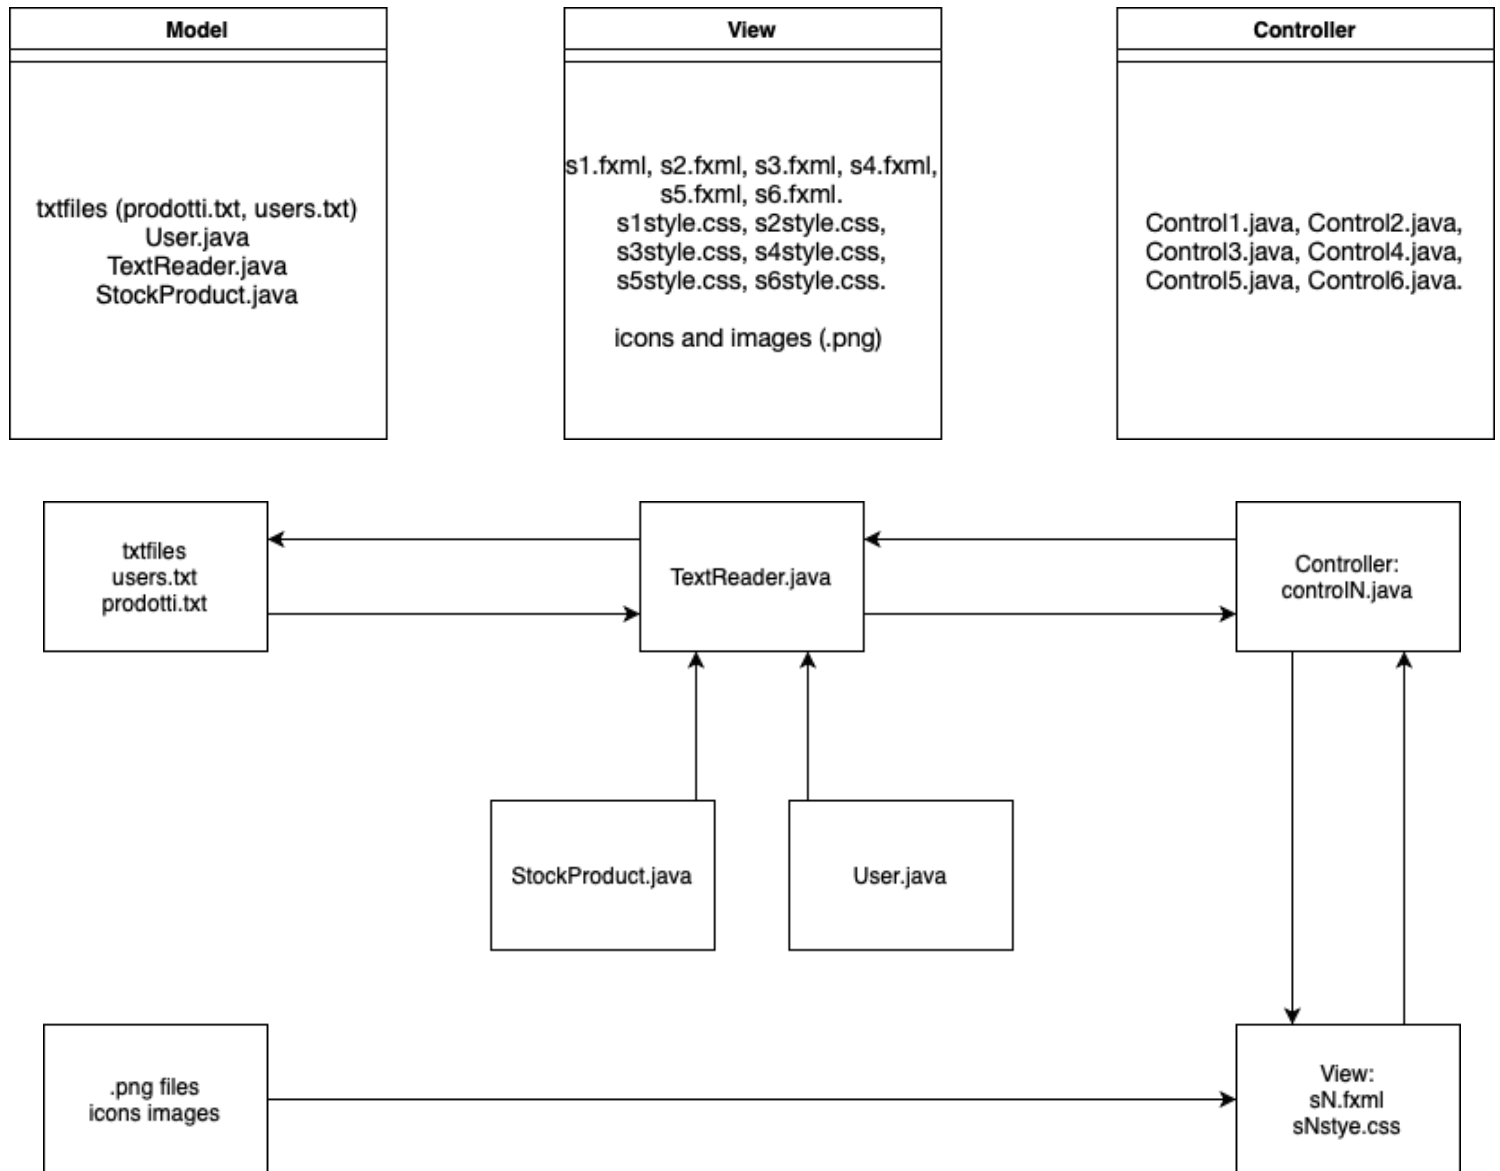 Model
txtfiles (prodotti.txt, users.txt)
User.java
TextReader.java
StockProduct.java
View
s1.fxml, s2.fxml, s3.fxml, s4.fxml,
s5.fxml, s6.fxml.
s1style.css, s2style.css,
s3style.css, s4style.css,
s5style.css, s6style.css.
icons and images (.png)
Controller
Control1.java, Control2.java,
Control3.java, Control4.java,
Control5.java, Control6.java.
txtfiles
users.txt
prodotti.txt
TextReader.java
Controller:
controlN.java
StockProduct.java
User.java
.png files
icons images
View:
sN.fxml
sNstye.css